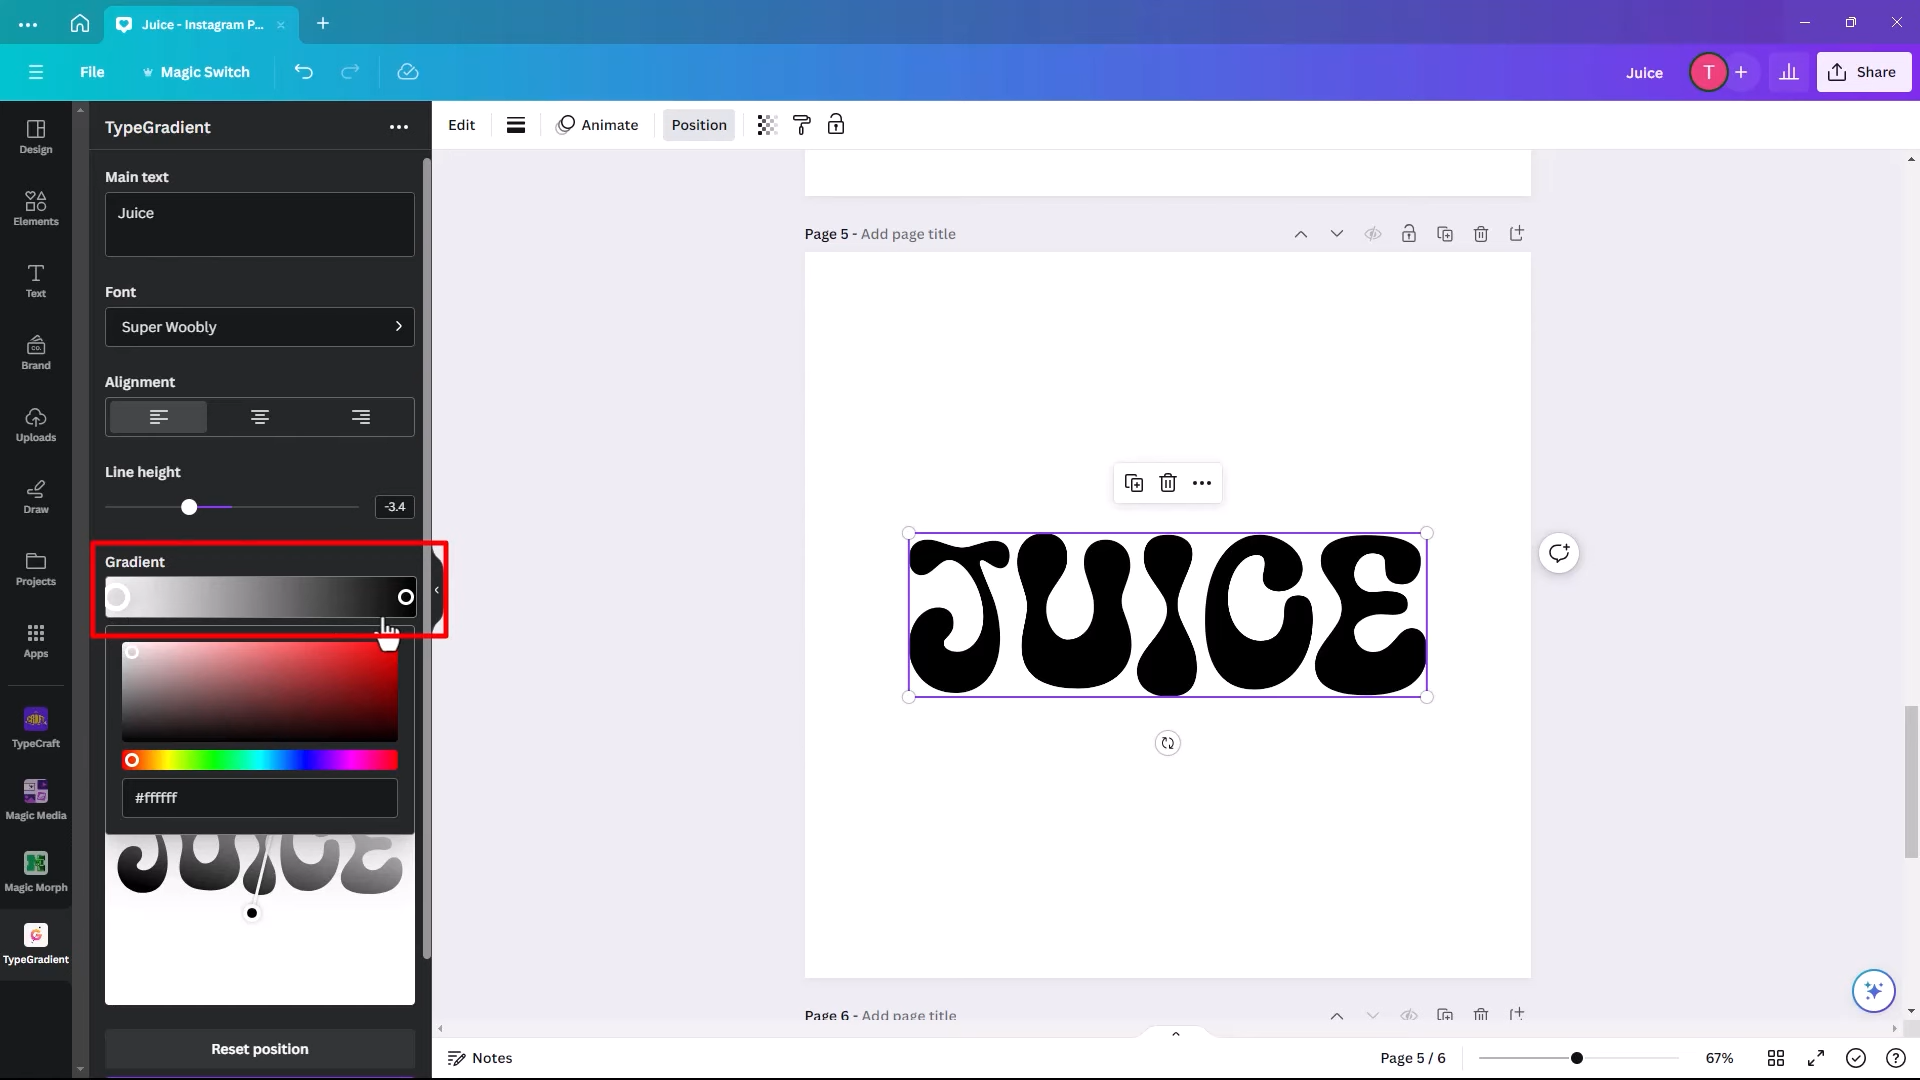 Juice - Instagram P...
File
Magic Switch
Juice
T
Share
Design
Elements
Text
Brand
CO.
Uploads
Draw
Projects
Apps
TypeCraft
Magic Media
Magic Morph
TypeGradient
TypeGradient
Main text
Juice
Font
Super Woobly
Alignment
Line height
-3.4
Gradient
#ffffff
JUICE
Reset position
Edit
Animate
Position
Page 5 - Add page title
JUICE
Page 6 - Add page title
Notes
Page 5 / 6
67%